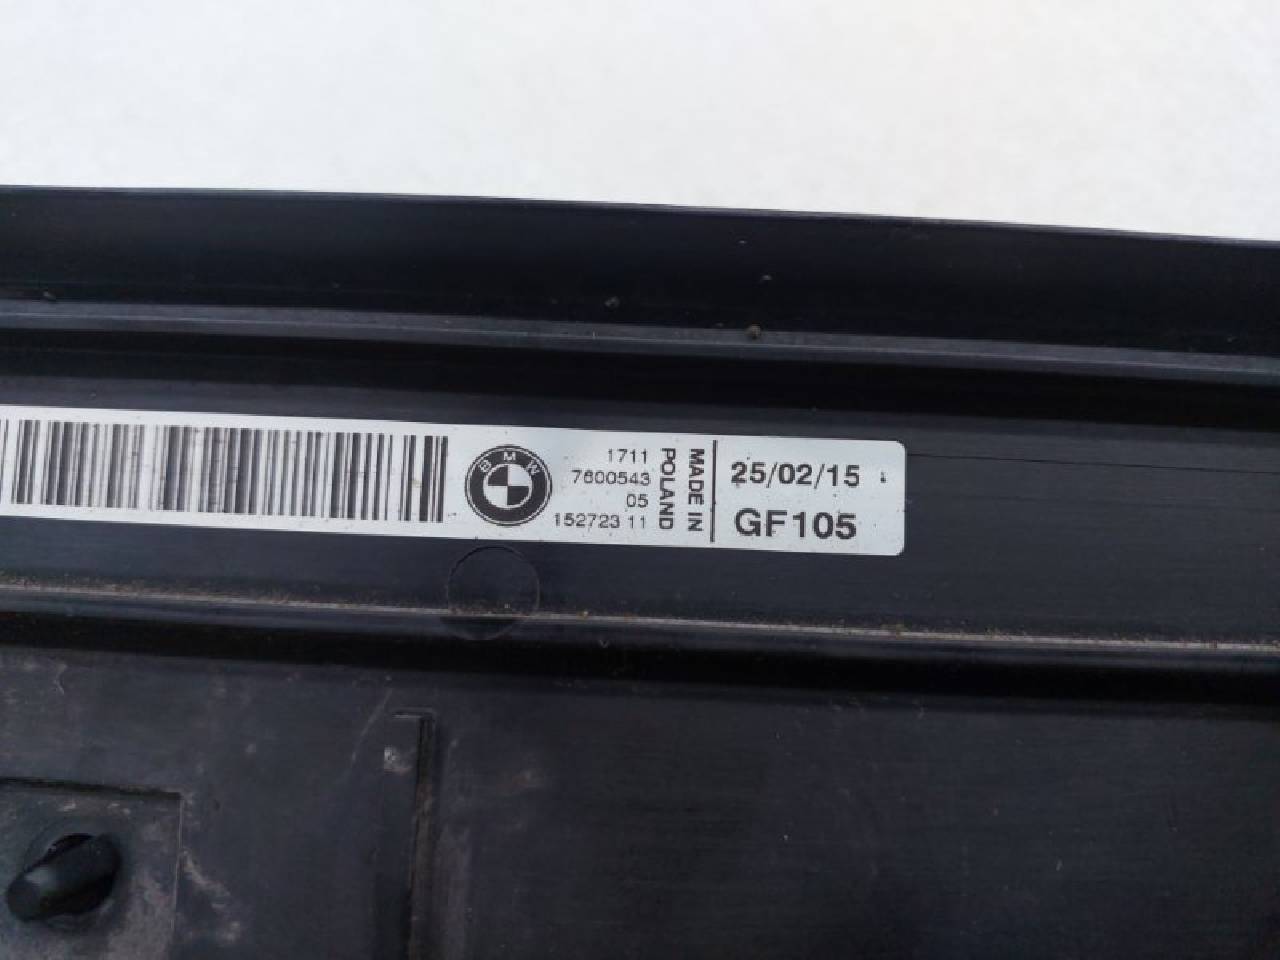 BMW
1711
7600543
05
152723 11
MADE IN
POLAND
25/02/15
GF105